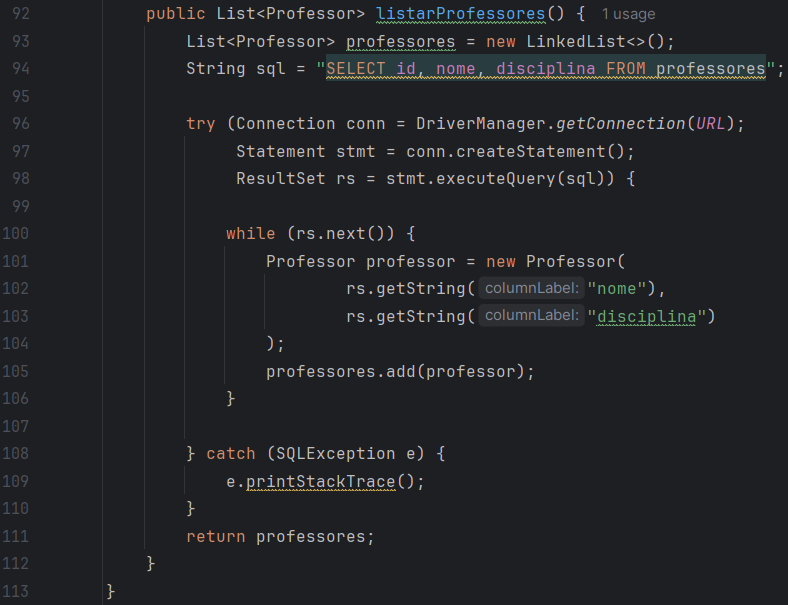 92 public List<Professor> listarProfessores() { 1 usage
93 List<Professor> professores = new LinkedList<>();
94 String sql = "SELECT id, nome, disciplina FROM professores";
95
96 try (Connection conn = DriverManager.getConnection(URL);
97 Statement stmt = conn.createStatement();
98 ResultSet rs = stmt.executeQuery(sql)) {
99
100 while (rs.next()) {
101 Professor professor = new Professor(
102 rs.getString( columnLabel: "nome"),
103 rs.getString( columnLabel: "disciplina")
104 );
105 professores.add(professor);
106 }
107
108 } catch (SQLException e) {
109 e.printStackTrace();
110 }
111 return professores;
112 }
113 }